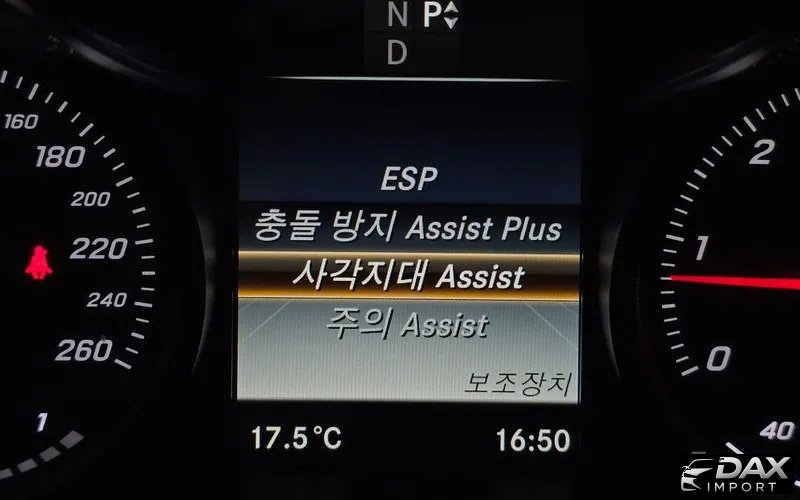 N P
D
160
180
200
220
240
260
1
ESP
충돌 방지 Assist Plus
사각지대 Assist
주의 Assist
보조장치
17.5°C
16:50
2
1
0
40
DAX
IMPORT